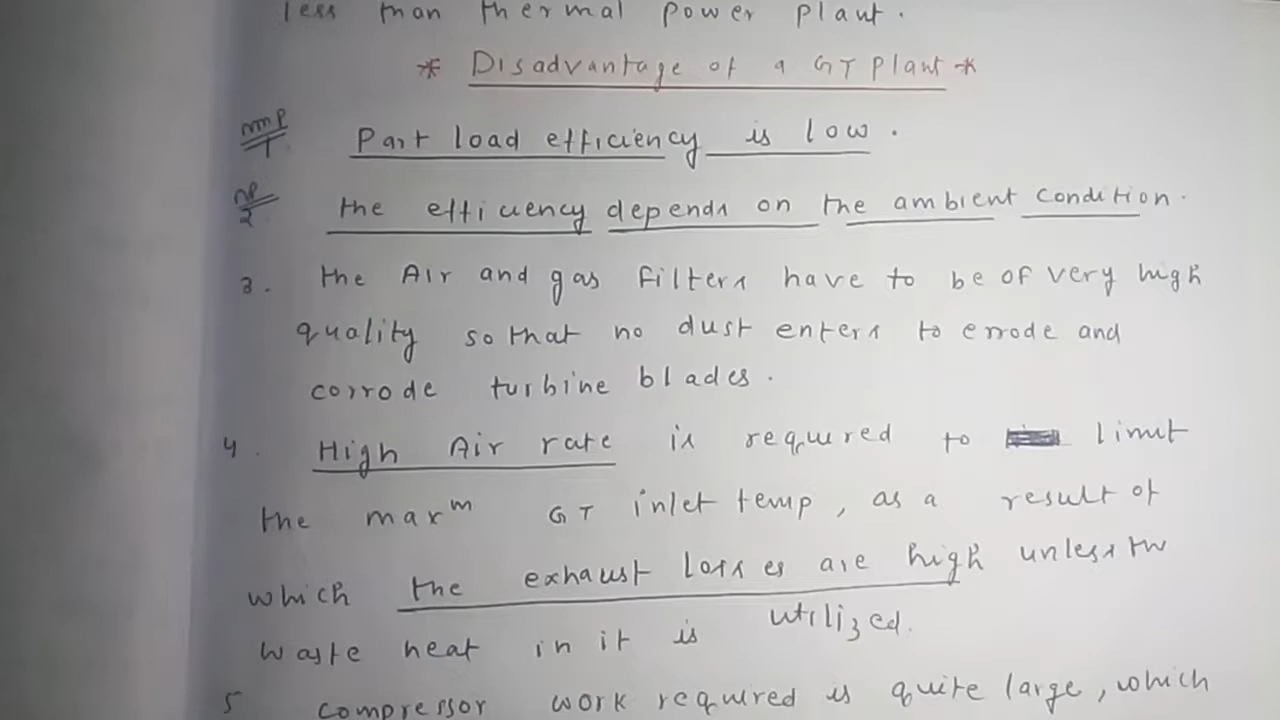 less than thermal power plant.
* Disadvantage of a GT plant *
1 Part load efficiency is low.
2 the efficiency depends on the ambient condition.
3. the Air and gas filters have to be of very high
quality so that no dust enters to errode and
corrode turbine blades.
4. High Air rate is required to limit
the maxm GT inlet temp, as a result of
which the exhaust losses are high unless the
waste heat in it is utilized.
5 compressor work required is quite large, which